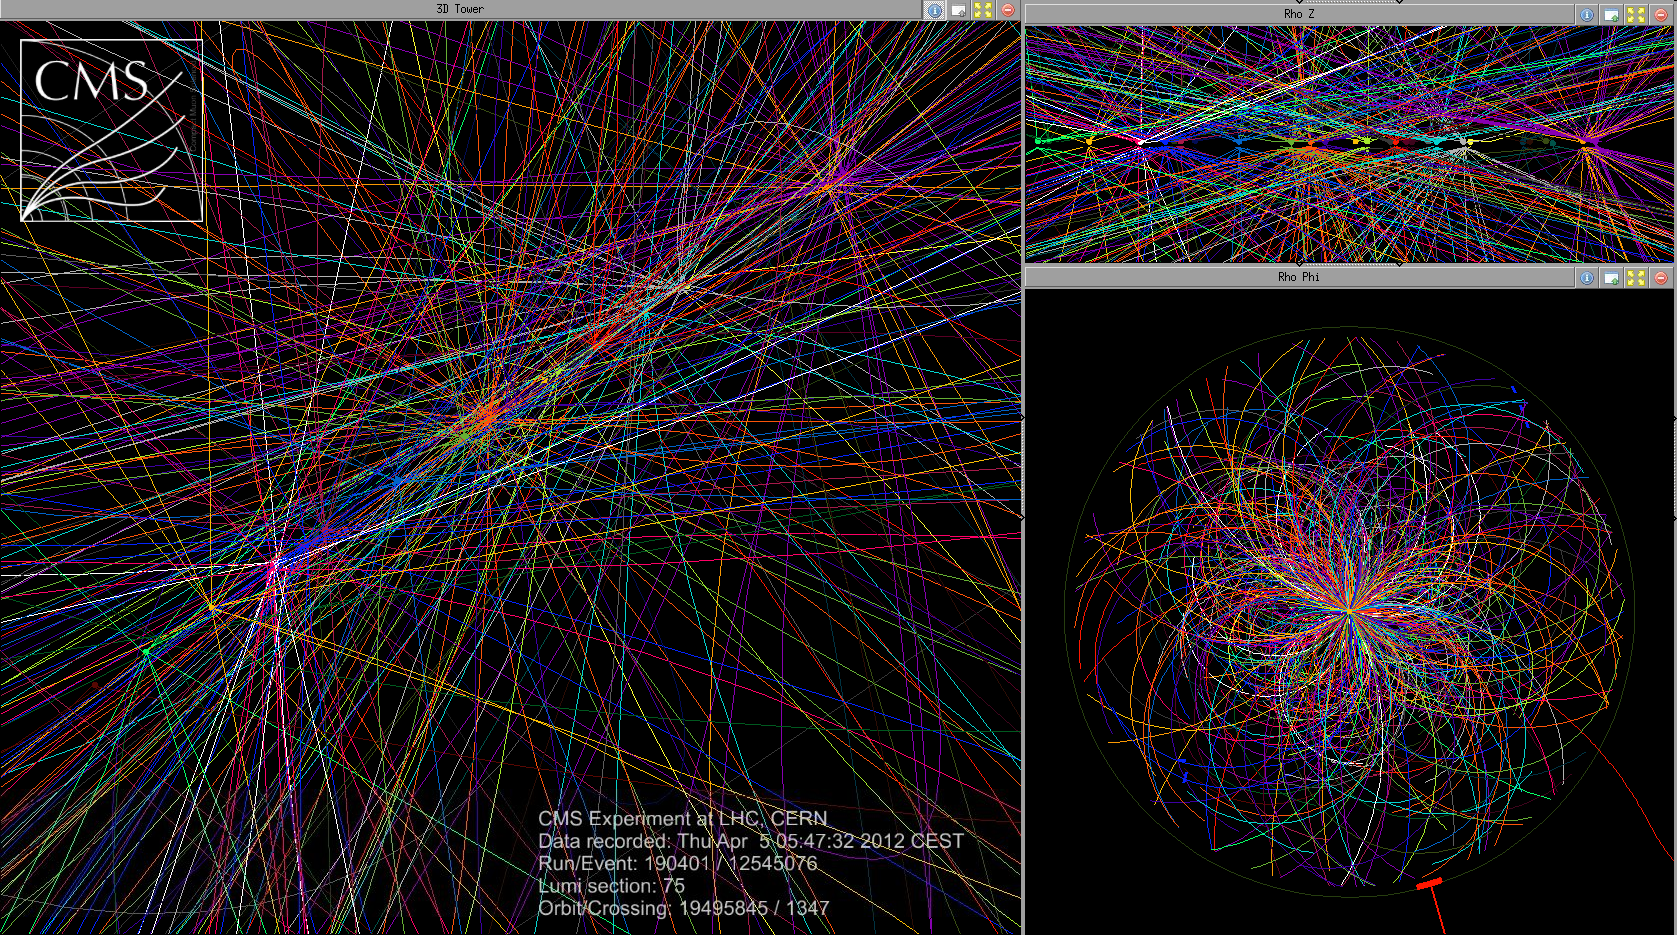 3D Tower
CMS
Rho Z
Rho Phi
CMS Experiment at LHC, CERN
Data recorded: Thu Apr 5 05:47:32 2012 CEST
Run/Event: 190401 / 12545076
Lumi section: 75
Orbit/Crossing: 19495845 / 1347